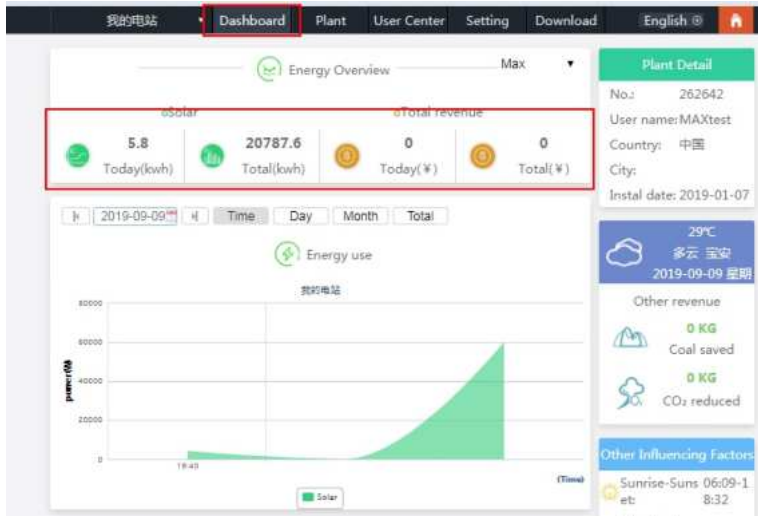 我的电站 Dashboard Plant User Center Setting Download English
Energy Overview Max
Solar Total revenue
5.8 20787.6 0 0
Today(kwh) Total(kwh) Today(¥) Total(¥)
2019-09-09 Time Day Month Total
Energy use
我的电站
80000
60000
40000
20000
0
power(W)
19:40
(Time)
Solar
Plant Detail
No.: 262642
User name: MAXtest
Country: 中国
City:
Instal date: 2019-01-07
29℃
多云 宝安
2019-09-09 星期
Other revenue
0 KG
Coal saved
0 KG
CO₂ reduced
Other Influencing Factors
Sunrise-Suns 06:09-1
et: 8:32